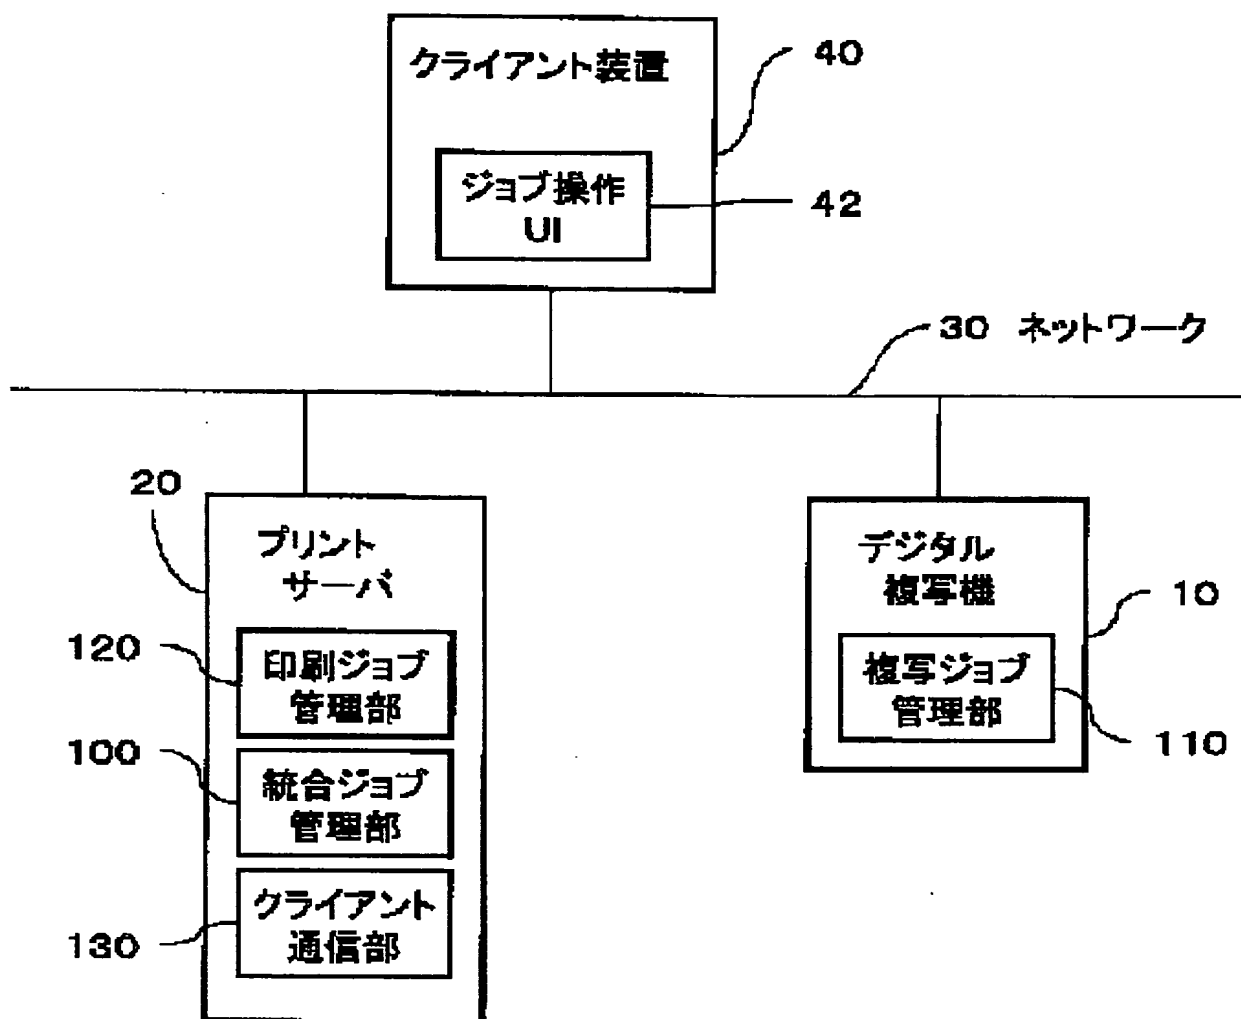 クライアント装置
40
ジョブ操作
UI
42
30 ネットワーク
20
プリント
サーバ
120
印刷ジョブ
管理部
100
統合ジョブ
管理部
130
クライアント
通信部
デジタル
複写機
10
複写ジョブ
管理部
110